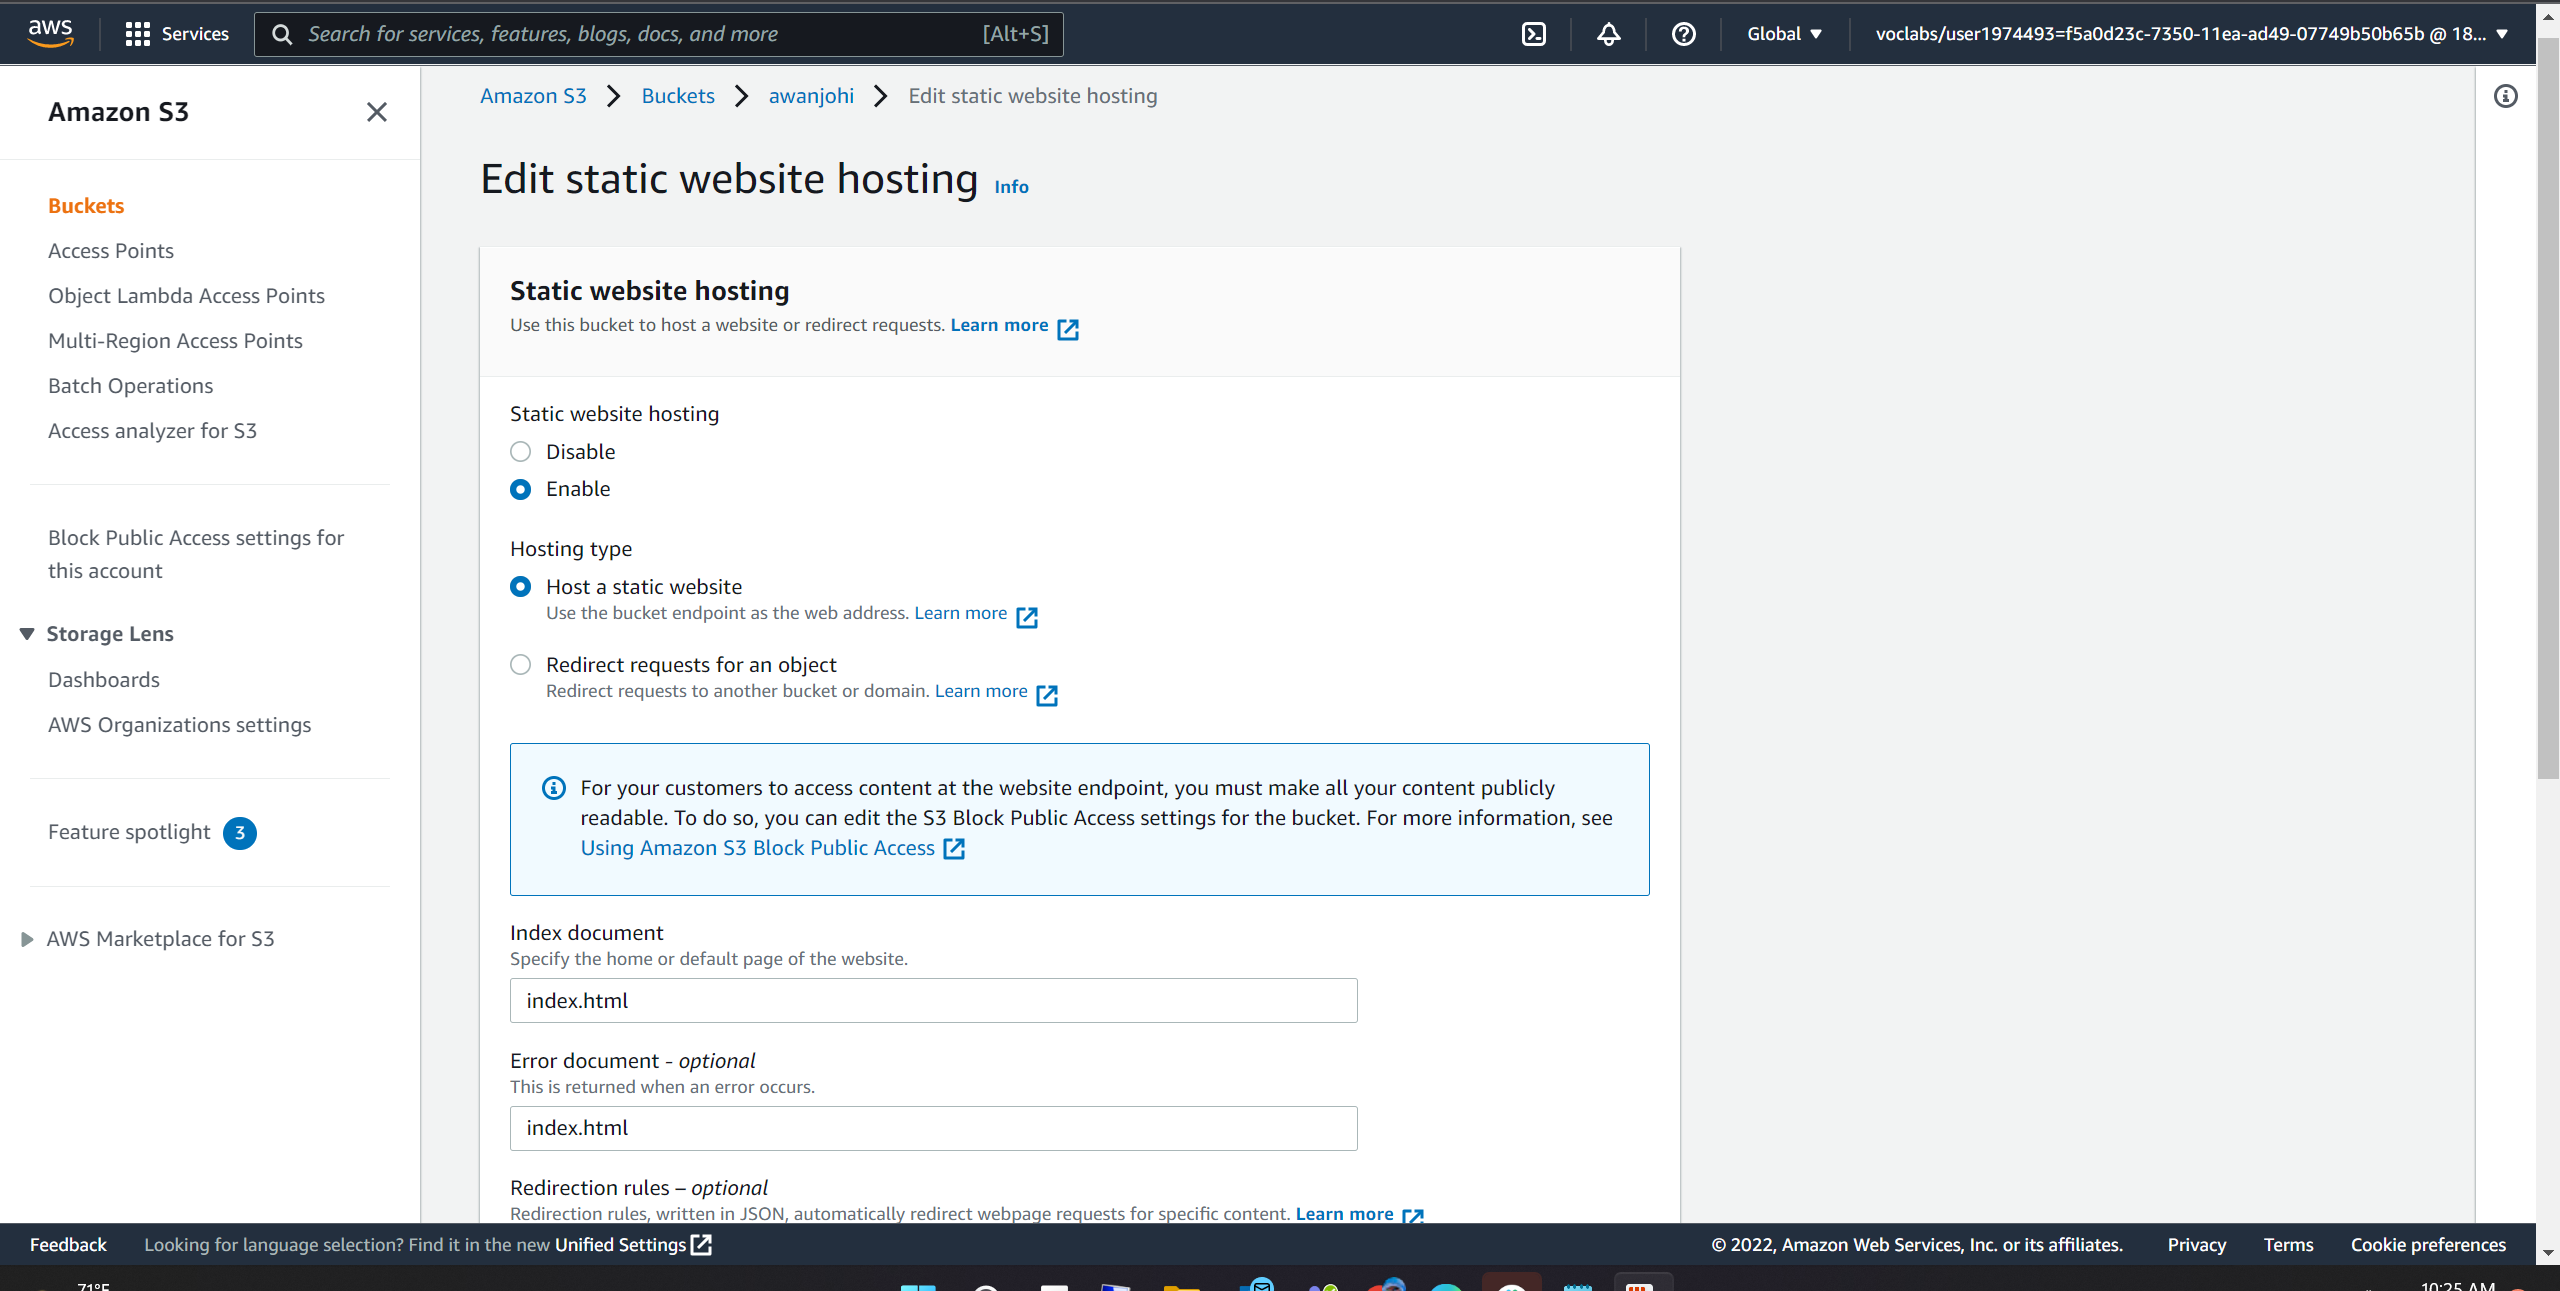 aws
Services
Search for services, features, blogs, docs, and more [Alt+S]
Global
voclabs/user1974493=f5a0d23c-7350-11ea-ad49-07749b50b65b @ 18...
Amazon S3
Buckets
Access Points
Object Lambda Access Points
Multi-Region Access Points
Batch Operations
Access analyzer for S3
Block Public Access settings for
this account
Storage Lens
Dashboards
AWS Organizations settings
Feature spotlight 3
AWS Marketplace for S3
Amazon S3 Buckets awanjohi Edit static website hosting
Edit static website hosting Info
Static website hosting
Use this bucket to host a website or redirect requests. Learn more
Static website hosting
Disable
Enable
Hosting type
Host a static website
Use the bucket endpoint as the web address. Learn more
Redirect requests for an object
Redirect requests to another bucket or domain. Learn more
For your customers to access content at the website endpoint, you must make all your content publicly
readable. To do so, you can edit the S3 Block Public Access settings for the bucket. For more information, see
Using Amazon S3 Block Public Access
Index document
Specify the home or default page of the website.
index.html
Error document - optional
This is returned when an error occurs.
index.html
Redirection rules – optional
Redirection rules, written in JSON, automatically redirect webpage requests for specific content. Learn more
Feedback
Looking for language selection? Find it in the new Unified Settings
© 2022, Amazon Web Services, Inc. or its affiliates.
Privacy
Terms
Cookie preferences
71°F
10:25 AM